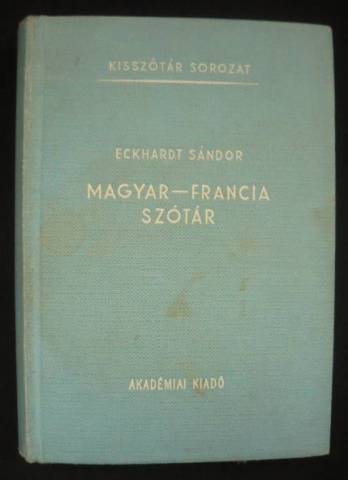 KISSZÓTÁR SOROZAT
ECKHARDT SÁNDOR
MAGYAR—FRANCIA
SZÓTÁR
AKADÉMIAI KIADÓ